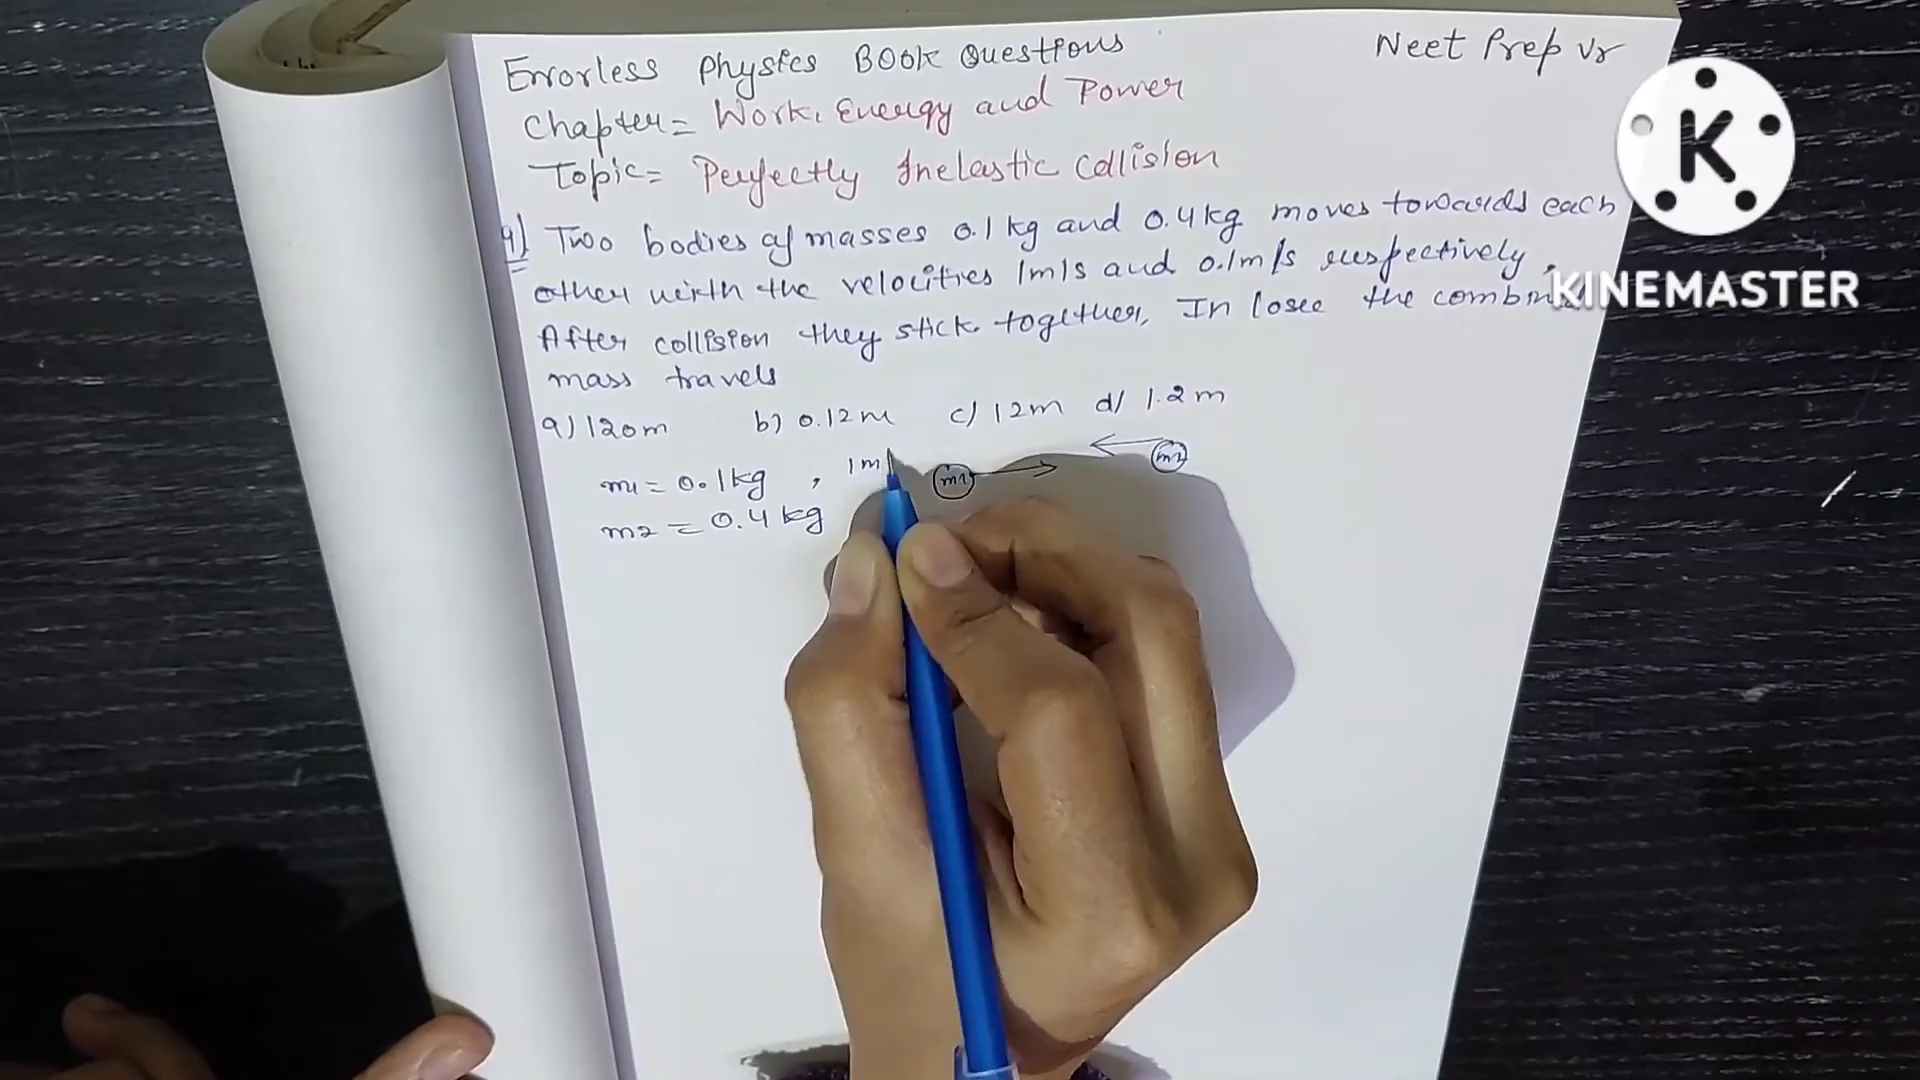 Errorless Physics Book Questions
Neet Prep Vr
Chapter = Work, Energy and Power
Topic = Perfectly Inelastic Collision
Q) Two bodies of masses 0.1 kg and 0.4 kg moves towards each
other with the velocities 1m/s and 0.1m/s respectively,
After collision they stick together, In 10sec the combin
mass travels
a) 120m b) 0.12m c) 12m d) 1.2m
m1 = 0.1kg , 1m/
m2 = 0.4 kg
m1
m2
K
KINEMASTER